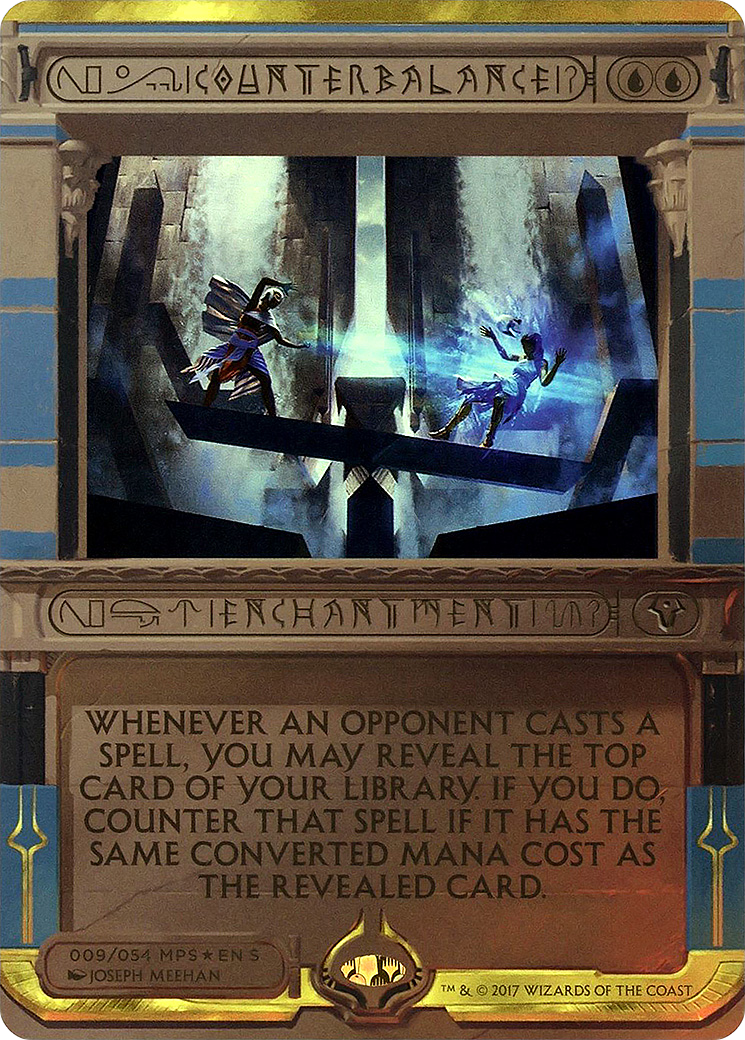 COUNTERBALANCE
ENCHANTMENT
WHENEVER AN OPPONENT CASTS A
SPELL, YOU MAY REVEAL THE TOP
CARD OF YOUR LIBRARY. IF YOU DO,
COUNTER THAT SPELL IF IT HAS THE
SAME CONVERTED MANA COST AS
THE REVEALED CARD.
009/054 MPS★EN S
JOSEPH MEEHAN
™ & © 2017 WIZARDS OF THE COAST